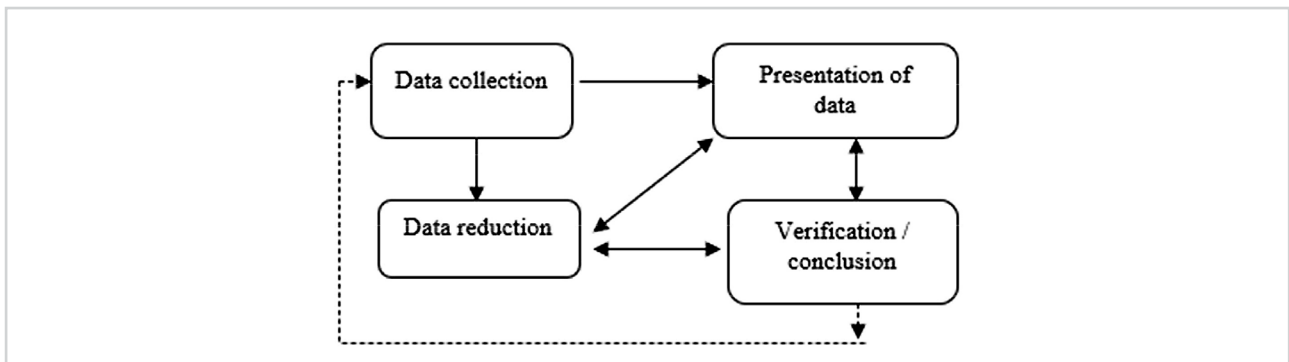 Data collection
Presentation of
data
Data reduction
Verification /
conclusion